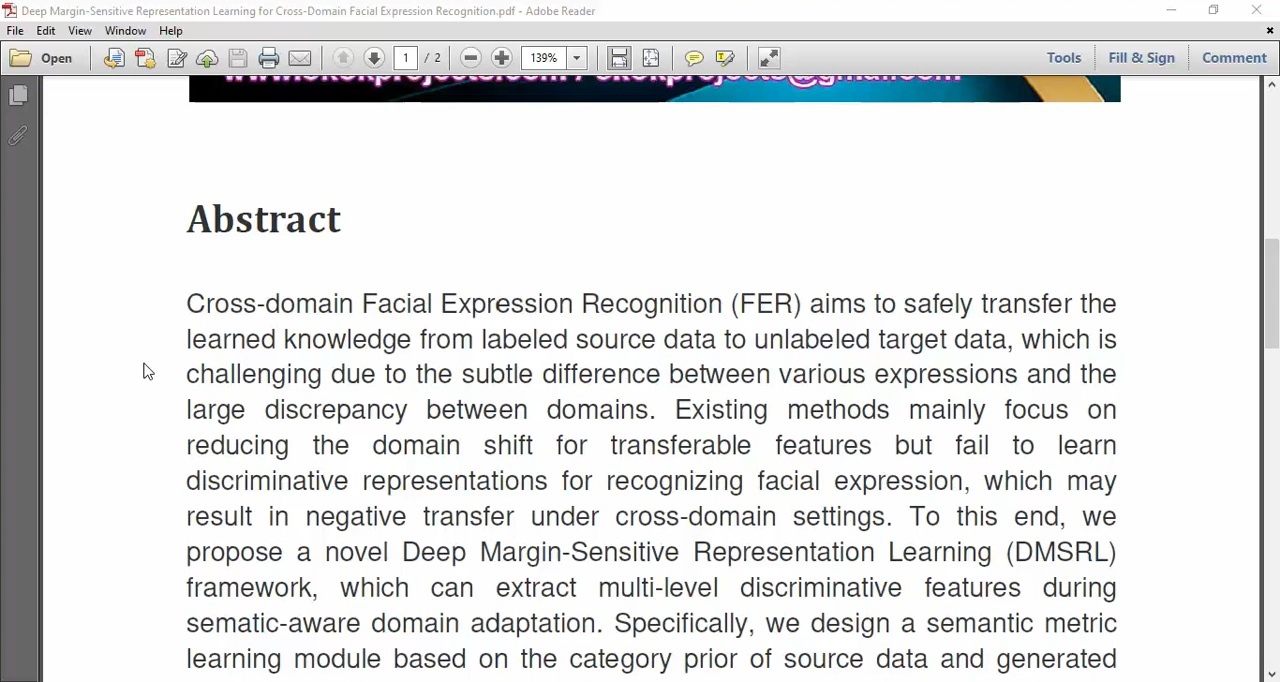 Deep Margin-Sensitive Representation Learning for Cross-Domain Facial Expression Recognition.pdf - Adobe Reader
File Edit View Window Help
Open 1 / 2 139% Tools Fill & Sign Comment
Abstract
Cross-domain Facial Expression Recognition (FER) aims to safely transfer the
learned knowledge from labeled source data to unlabeled target data, which is
challenging due to the subtle difference between various expressions and the
large discrepancy between domains. Existing methods mainly focus on
reducing the domain shift for transferable features but fail to learn
discriminative representations for recognizing facial expression, which may
result in negative transfer under cross-domain settings. To this end, we
propose a novel Deep Margin-Sensitive Representation Learning (DMSRL)
framework, which can extract multi-level discriminative features during
sematic-aware domain adaptation. Specifically, we design a semantic metric
learning module based on the category prior of source data and generated